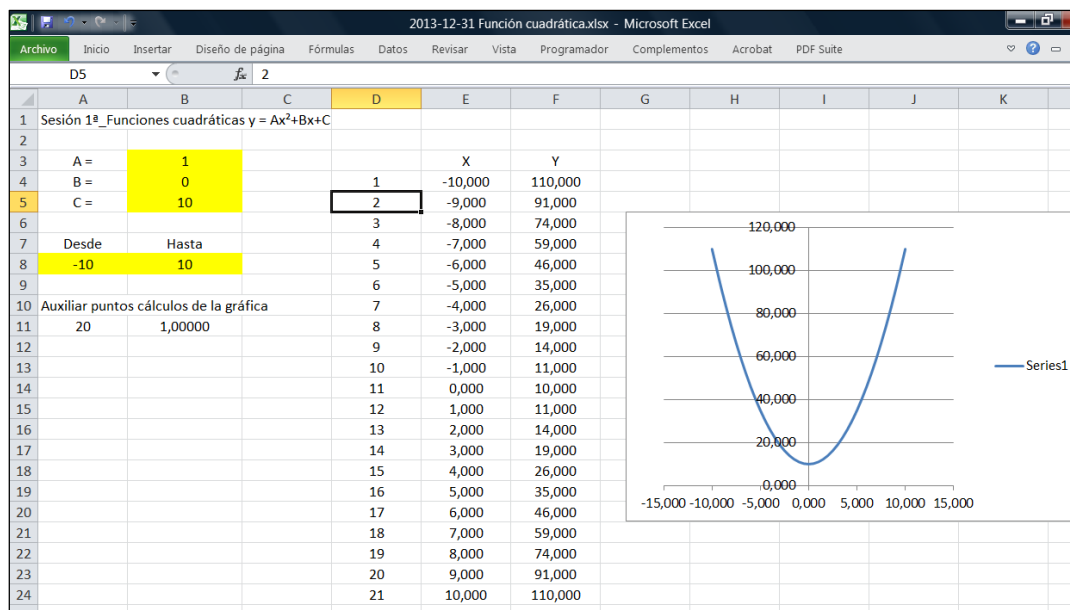 2013-12-31 Función cuadrática.xlsx - Microsoft Excel
Archivo Inicio Insertar Diseño de página Fórmulas Datos Revisar Vista Programador Complementos Acrobat PDF Suite
D5 fx 2
A B C D E F G H I J K
1 Sesión 1ª_Funciones cuadráticas y = Ax²+Bx+C
2
3 A = 1 X Y
4 B = 0 1 -10,000 110,000
5 C = 10 2 -9,000 91,000
6 3 -8,000 74,000
7 Desde Hasta 4 -7,000 59,000
8 -10 10 5 -6,000 46,000
9 6 -5,000 35,000
10 Auxiliar puntos cálculos de la gráfica 7 -4,000 26,000
11 20 1,00000 8 -3,000 19,000
12 9 -2,000 14,000
13 10 -1,000 11,000
14 11 0,000 10,000
15 12 1,000 11,000
16 13 2,000 14,000
17 14 3,000 19,000
18 15 4,000 26,000
19 16 5,000 35,000
20 17 6,000 46,000
21 18 7,000 59,000
22 19 8,000 74,000
23 20 9,000 91,000
24 21 10,000 110,000
120,000
100,000
80,000
60,000
40,000
20,000
0,000
-15,000 -10,000 -5,000 0,000 5,000 10,000 15,000
Series1